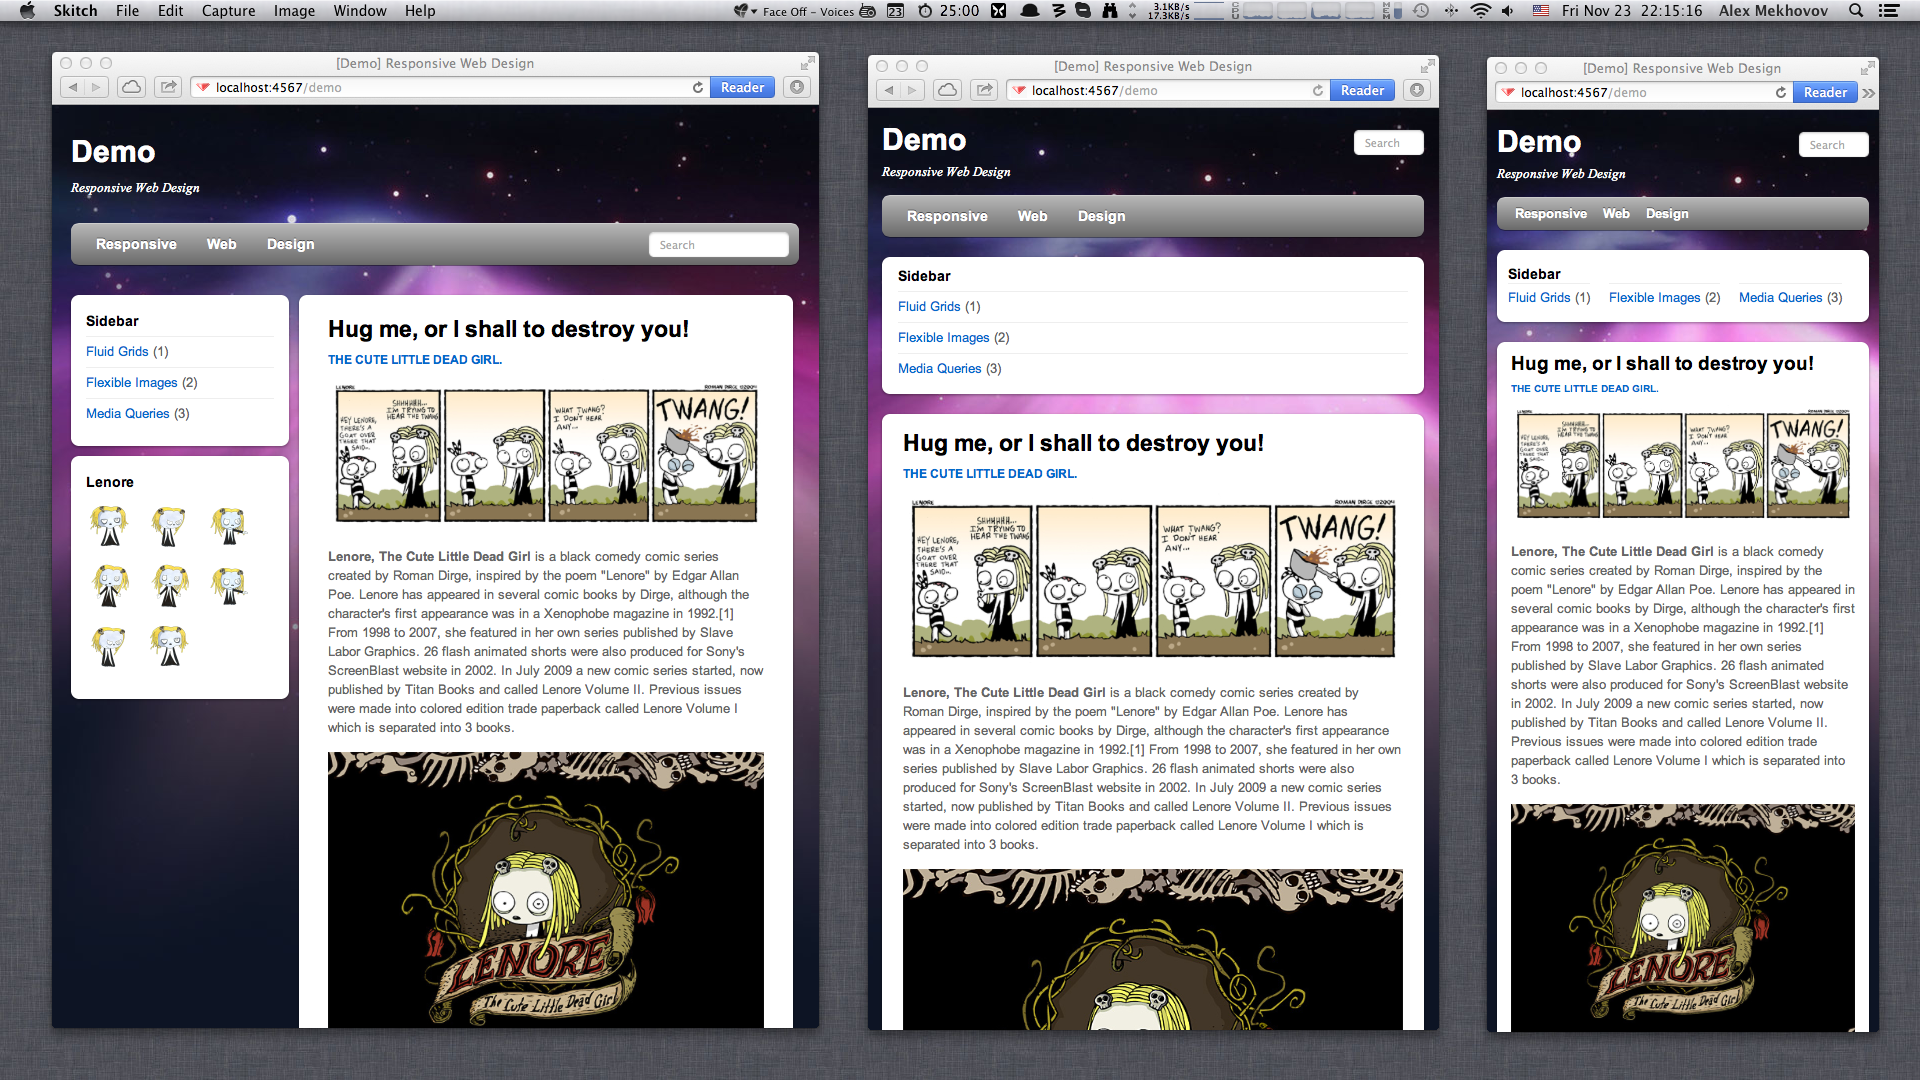 Skitch File Edit Capture Image Window Help
Face Off – Voices 23 25:00 3.1KB/s 17.3KB/s Fri Nov 23 22:15:16 Alex Mekhovov
[Demo] Responsive Web Design
localhost:4567/demo Reader
Demo
Responsive Web Design
Responsive Web Design Search
Sidebar
Fluid Grids (1)
Flexible Images (2)
Media Queries (3)
Lenore
Hug me, or I shall to destroy you!
THE CUTE LITTLE DEAD GIRL.
LENORE ROMAN DIRGE ©2004
HEY LENORE,
THERE'S A
GOAT OVER
THERE THAT
SAID...
SHHHHHH...
I'M TRYING TO
HEAR THE TWANG
WHAT TWANG?
I DON'T HEAR
ANY...
TWANG!
Lenore, The Cute Little Dead Girl is a black comedy comic series
created by Roman Dirge, inspired by the poem "Lenore" by Edgar Allan
Poe. Lenore has appeared in several comic books by Dirge, although the
character's first appearance was in a Xenophobe magazine in 1992.[1]
From 1998 to 2007, she featured in her own series published by Slave
Labor Graphics. 26 flash animated shorts were also produced for Sony's
ScreenBlast website in 2002. In July 2009 a new comic series started, now
published by Titan Books and called Lenore Volume II. Previous issues
were made into colored edition trade paperback called Lenore Volume I
which is separated into 3 books.
LENORE
The Cute Little Dead Girl
[Demo] Responsive Web Design
localhost:4567/demo Reader
Demo
Search
Responsive Web Design
Responsive Web Design
Sidebar
Fluid Grids (1)
Flexible Images (2)
Media Queries (3)
Hug me, or I shall to destroy you!
THE CUTE LITTLE DEAD GIRL.
LENORE ROMAN DIRGE ©2004
HEY LENORE,
THERE'S A
GOAT OVER
THERE THAT
SAID...
SHHHHHH...
I'M TRYING TO
HEAR THE TWANG
WHAT TWANG?
I DON'T HEAR
ANY...
TWANG!
Lenore, The Cute Little Dead Girl is a black comedy comic series created by
Roman Dirge, inspired by the poem "Lenore" by Edgar Allan Poe. Lenore has
appeared in several comic books by Dirge, although the character's first appearance
was in a Xenophobe magazine in 1992.[1] From 1998 to 2007, she featured in her own
series published by Slave Labor Graphics. 26 flash animated shorts were also
produced for Sony's ScreenBlast website in 2002. In July 2009 a new comic series
started, now published by Titan Books and called Lenore Volume II. Previous issues
were made into colored edition trade paperback called Lenore Volume I which is
separated into 3 books.
[Demo] Responsive Web Design
localhost:4567/demo Reader
Demo
Search
Responsive Web Design
Responsive Web Design
Sidebar
Fluid Grids (1) Flexible Images (2) Media Queries (3)
Hug me, or I shall to destroy you!
THE CUTE LITTLE DEAD GIRL.
LENORE ROMAN DIRGE ©2004
HEY LENORE,
THERE'S A
GOAT OVER
THERE THAT
SAID...
SHHHHHH...
I'M TRYING TO
HEAR THE TWANG
WHAT TWANG?
I DON'T HEAR
ANY...
TWANG!
Lenore, The Cute Little Dead Girl is a black comedy
comic series created by Roman Dirge, inspired by the
poem "Lenore" by Edgar Allan Poe. Lenore has appeared in
several comic books by Dirge, although the character's first
appearance was in a Xenophobe magazine in 1992.[1]
From 1998 to 2007, she featured in her own series
published by Slave Labor Graphics. 26 flash animated
shorts were also produced for Sony's ScreenBlast website
in 2002. In July 2009 a new comic series started, now
published by Titan Books and called Lenore Volume II.
Previous issues were made into colored edition trade
paperback called Lenore Volume I which is separated into
3 books.
LENORE
The Cute Little Dead Girl